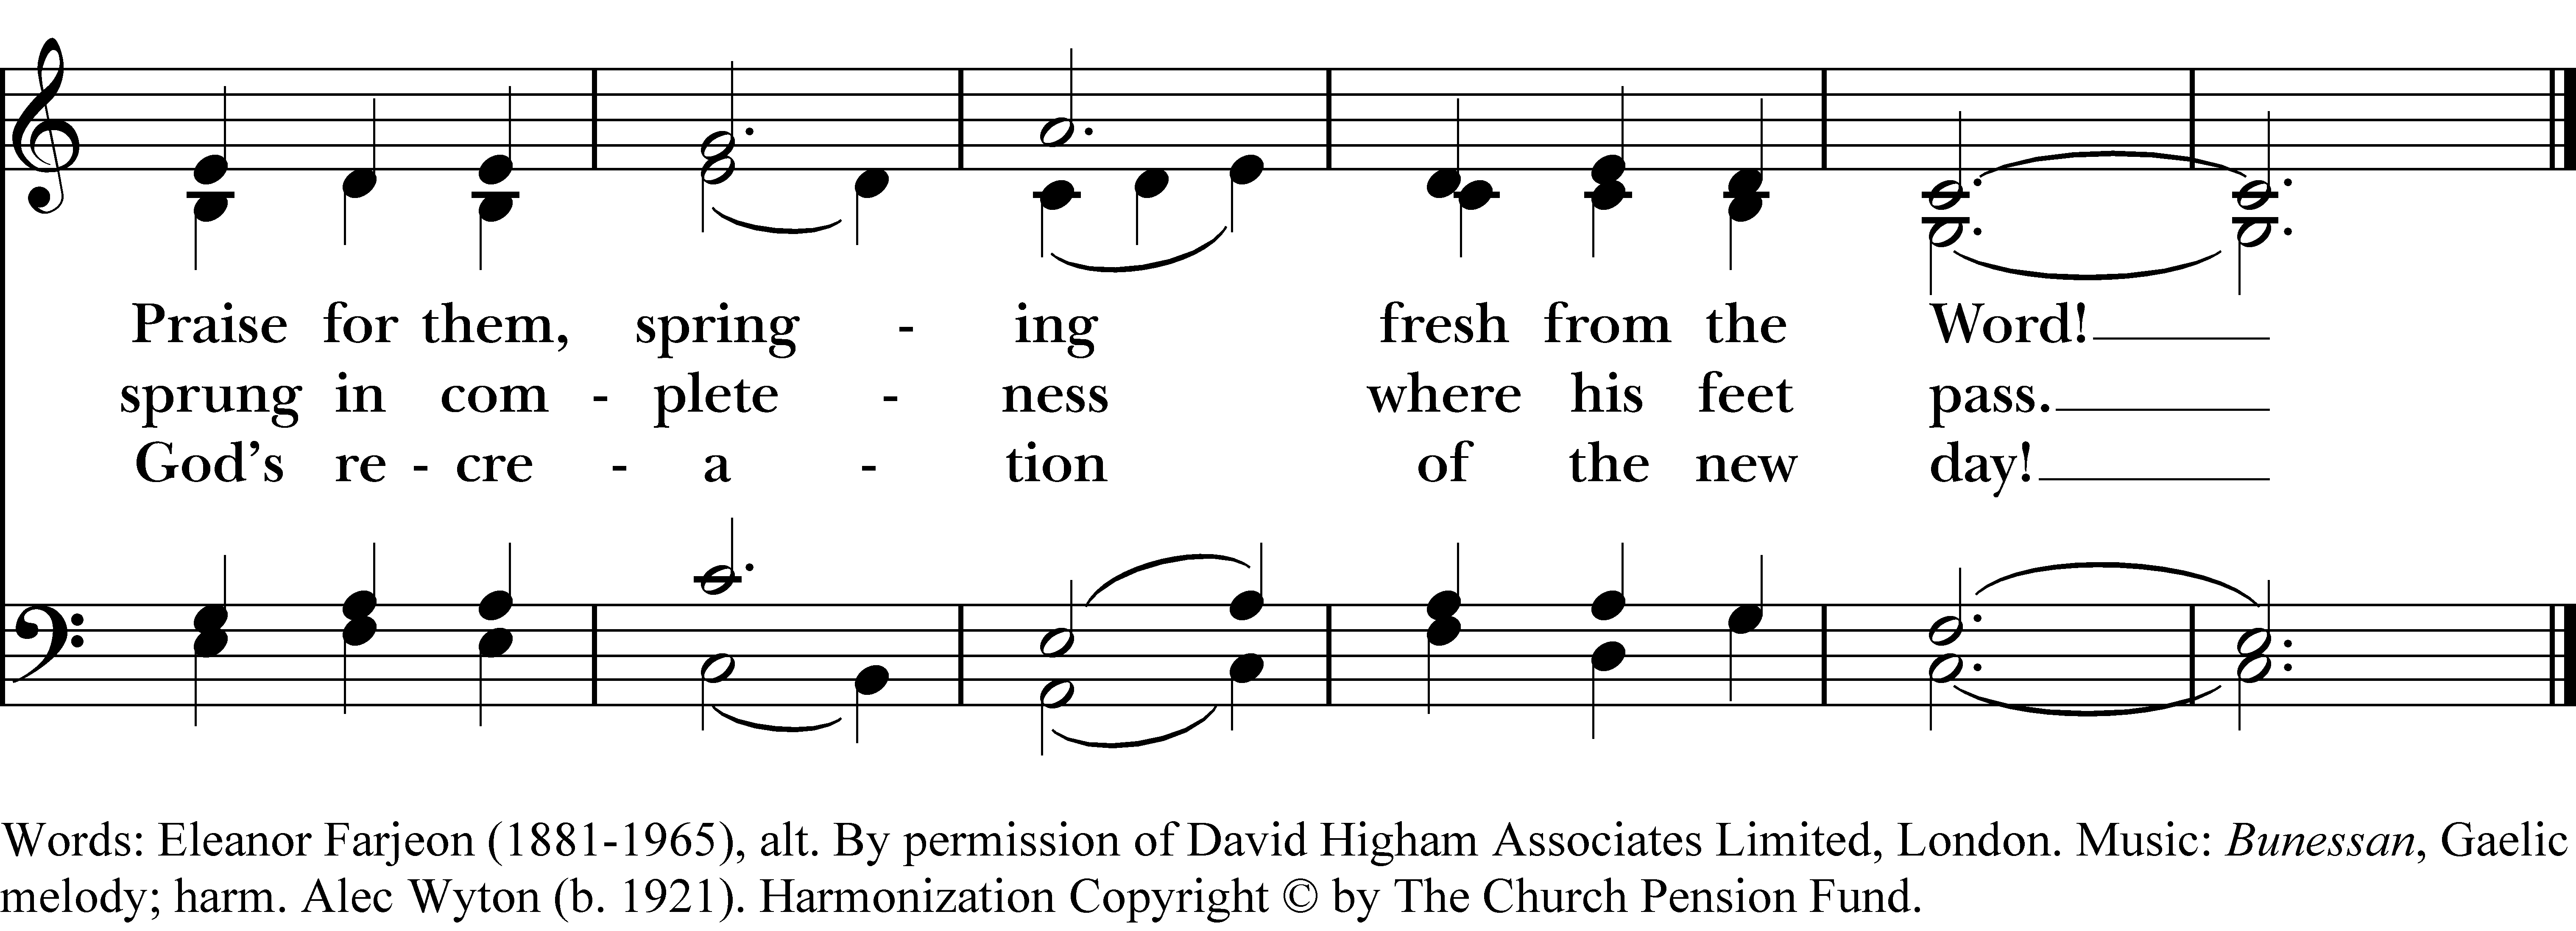 Praise for them, spring - ing fresh from the Word!
sprung in com - plete - ness where his feet pass.
God’s re - cre - a - tion of the new day!
Words: Eleanor Farjeon (1881-1965), alt. By permission of David Higham Associates Limited, London. Music: Bunessan, Gaelic
melody; harm. Alec Wyton (b. 1921). Harmonization Copyright © by The Church Pension Fund.